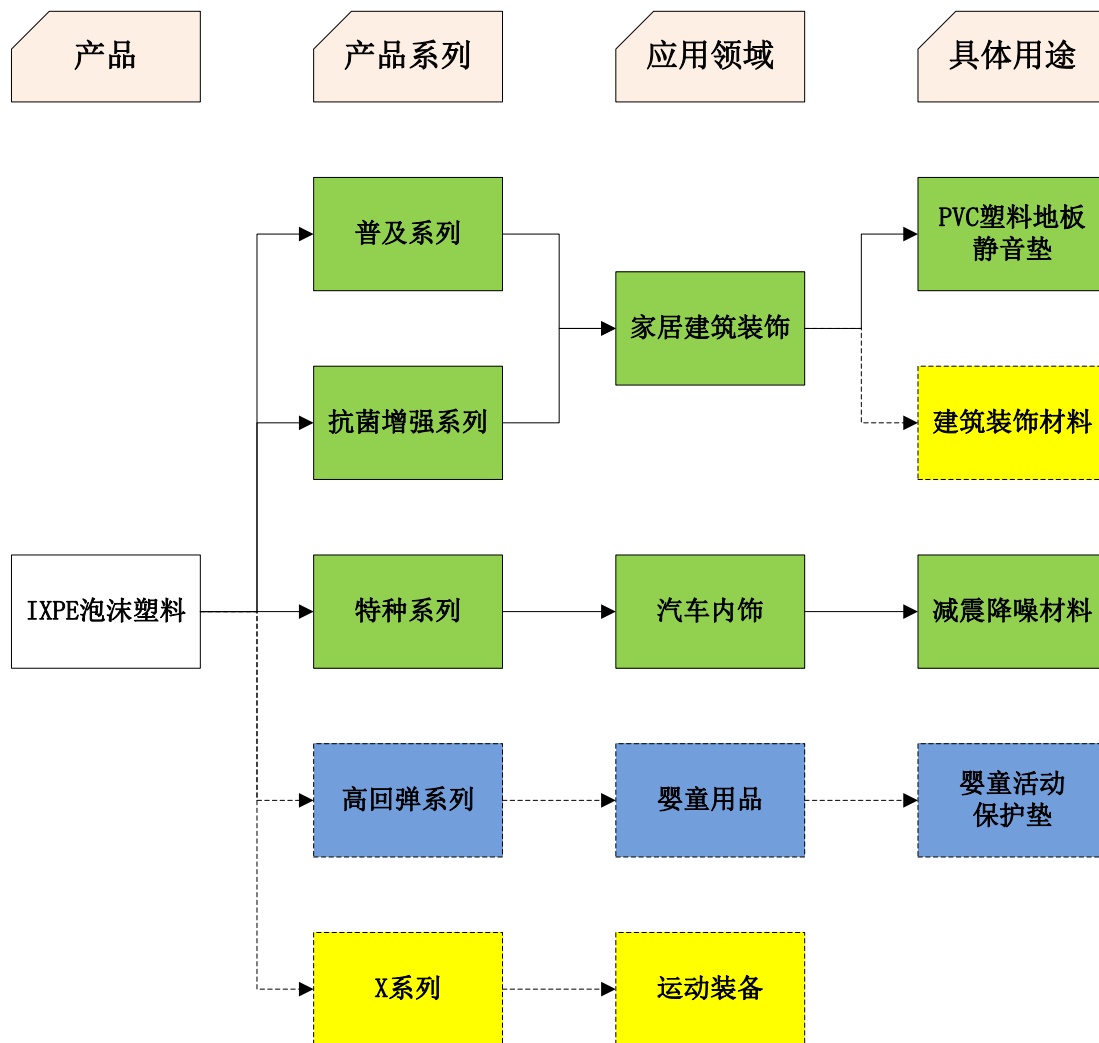 产品
产品系列
应用领域
具体用途
普及系列
PVC塑料地板
静音垫
家居建筑装饰
抗菌增强系列
建筑装饰材料
IXPE泡沫塑料
特种系列
汽车内饰
减震降噪材料
高回弹系列
婴童用品
婴童活动
保护垫
X系列
运动装备